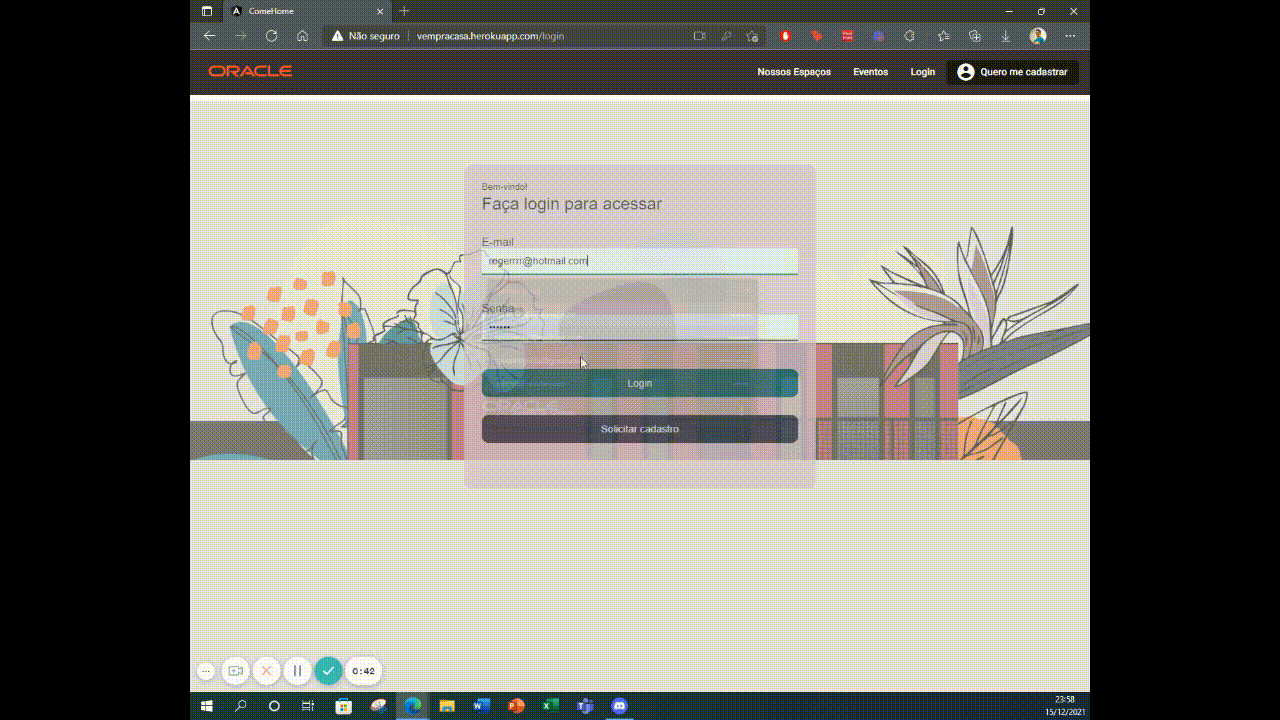 ComeHome
Não seguro
vempracasa.herokuapp.com/login
ORACLE
Nossos Espaços
Eventos
Login
Quero me cadastrar
Bem-vindo!
Faça login para acessar
E-mail
rogerrrr@hotmail.com
Senha
••••••
Login
ORACLE
Solicitar cadastro
0:42
23:58
15/12/2021